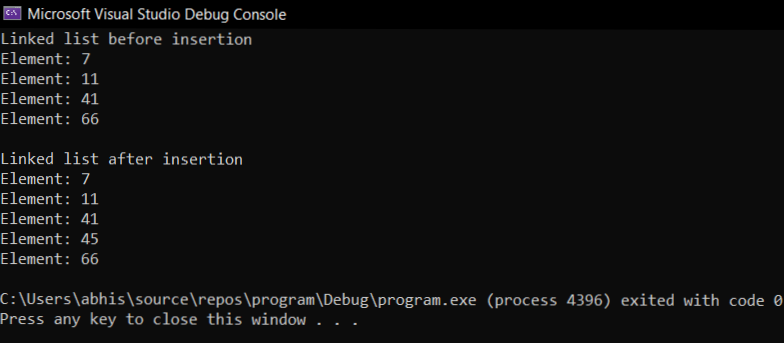 Microsoft Visual Studio Debug Console
Linked list before insertion
Element: 7
Element: 11
Element: 41
Element: 66
Linked list after insertion
Element: 7
Element: 11
Element: 41
Element: 45
Element: 66
C:\Users\abhis\source\repos\program\Debug\program.exe (process 4396) exited with code 0
Press any key to close this window . . .